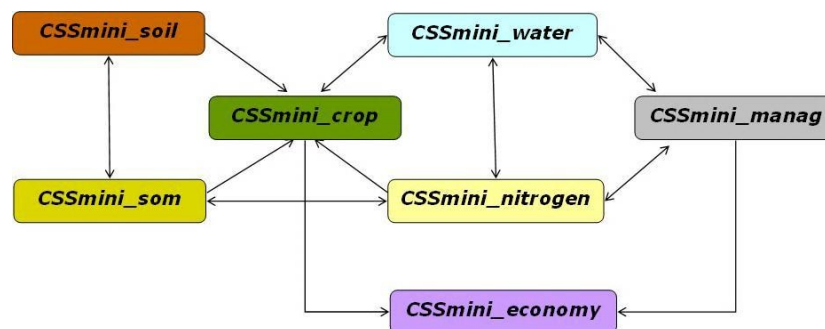 CSSmini_soil
CSSmini_water
CSSmini_crop
CSSmini_manag
CSSmini_som
CSSmini_nitrogen
CSSmini_economy